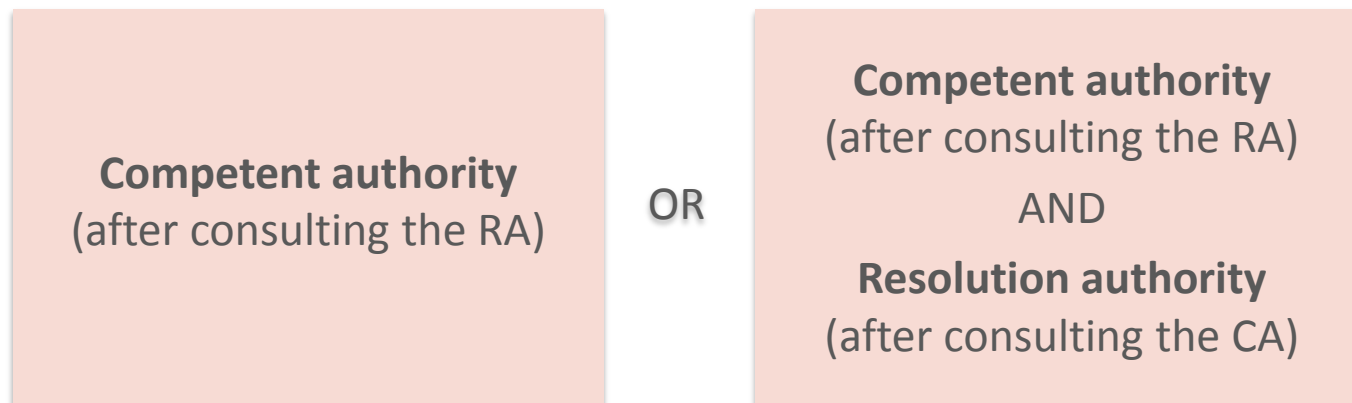 Competent authority
(after consulting the RA)
OR
Competent authority
(after consulting the RA)
AND
Resolution authority
(after consulting the CA)